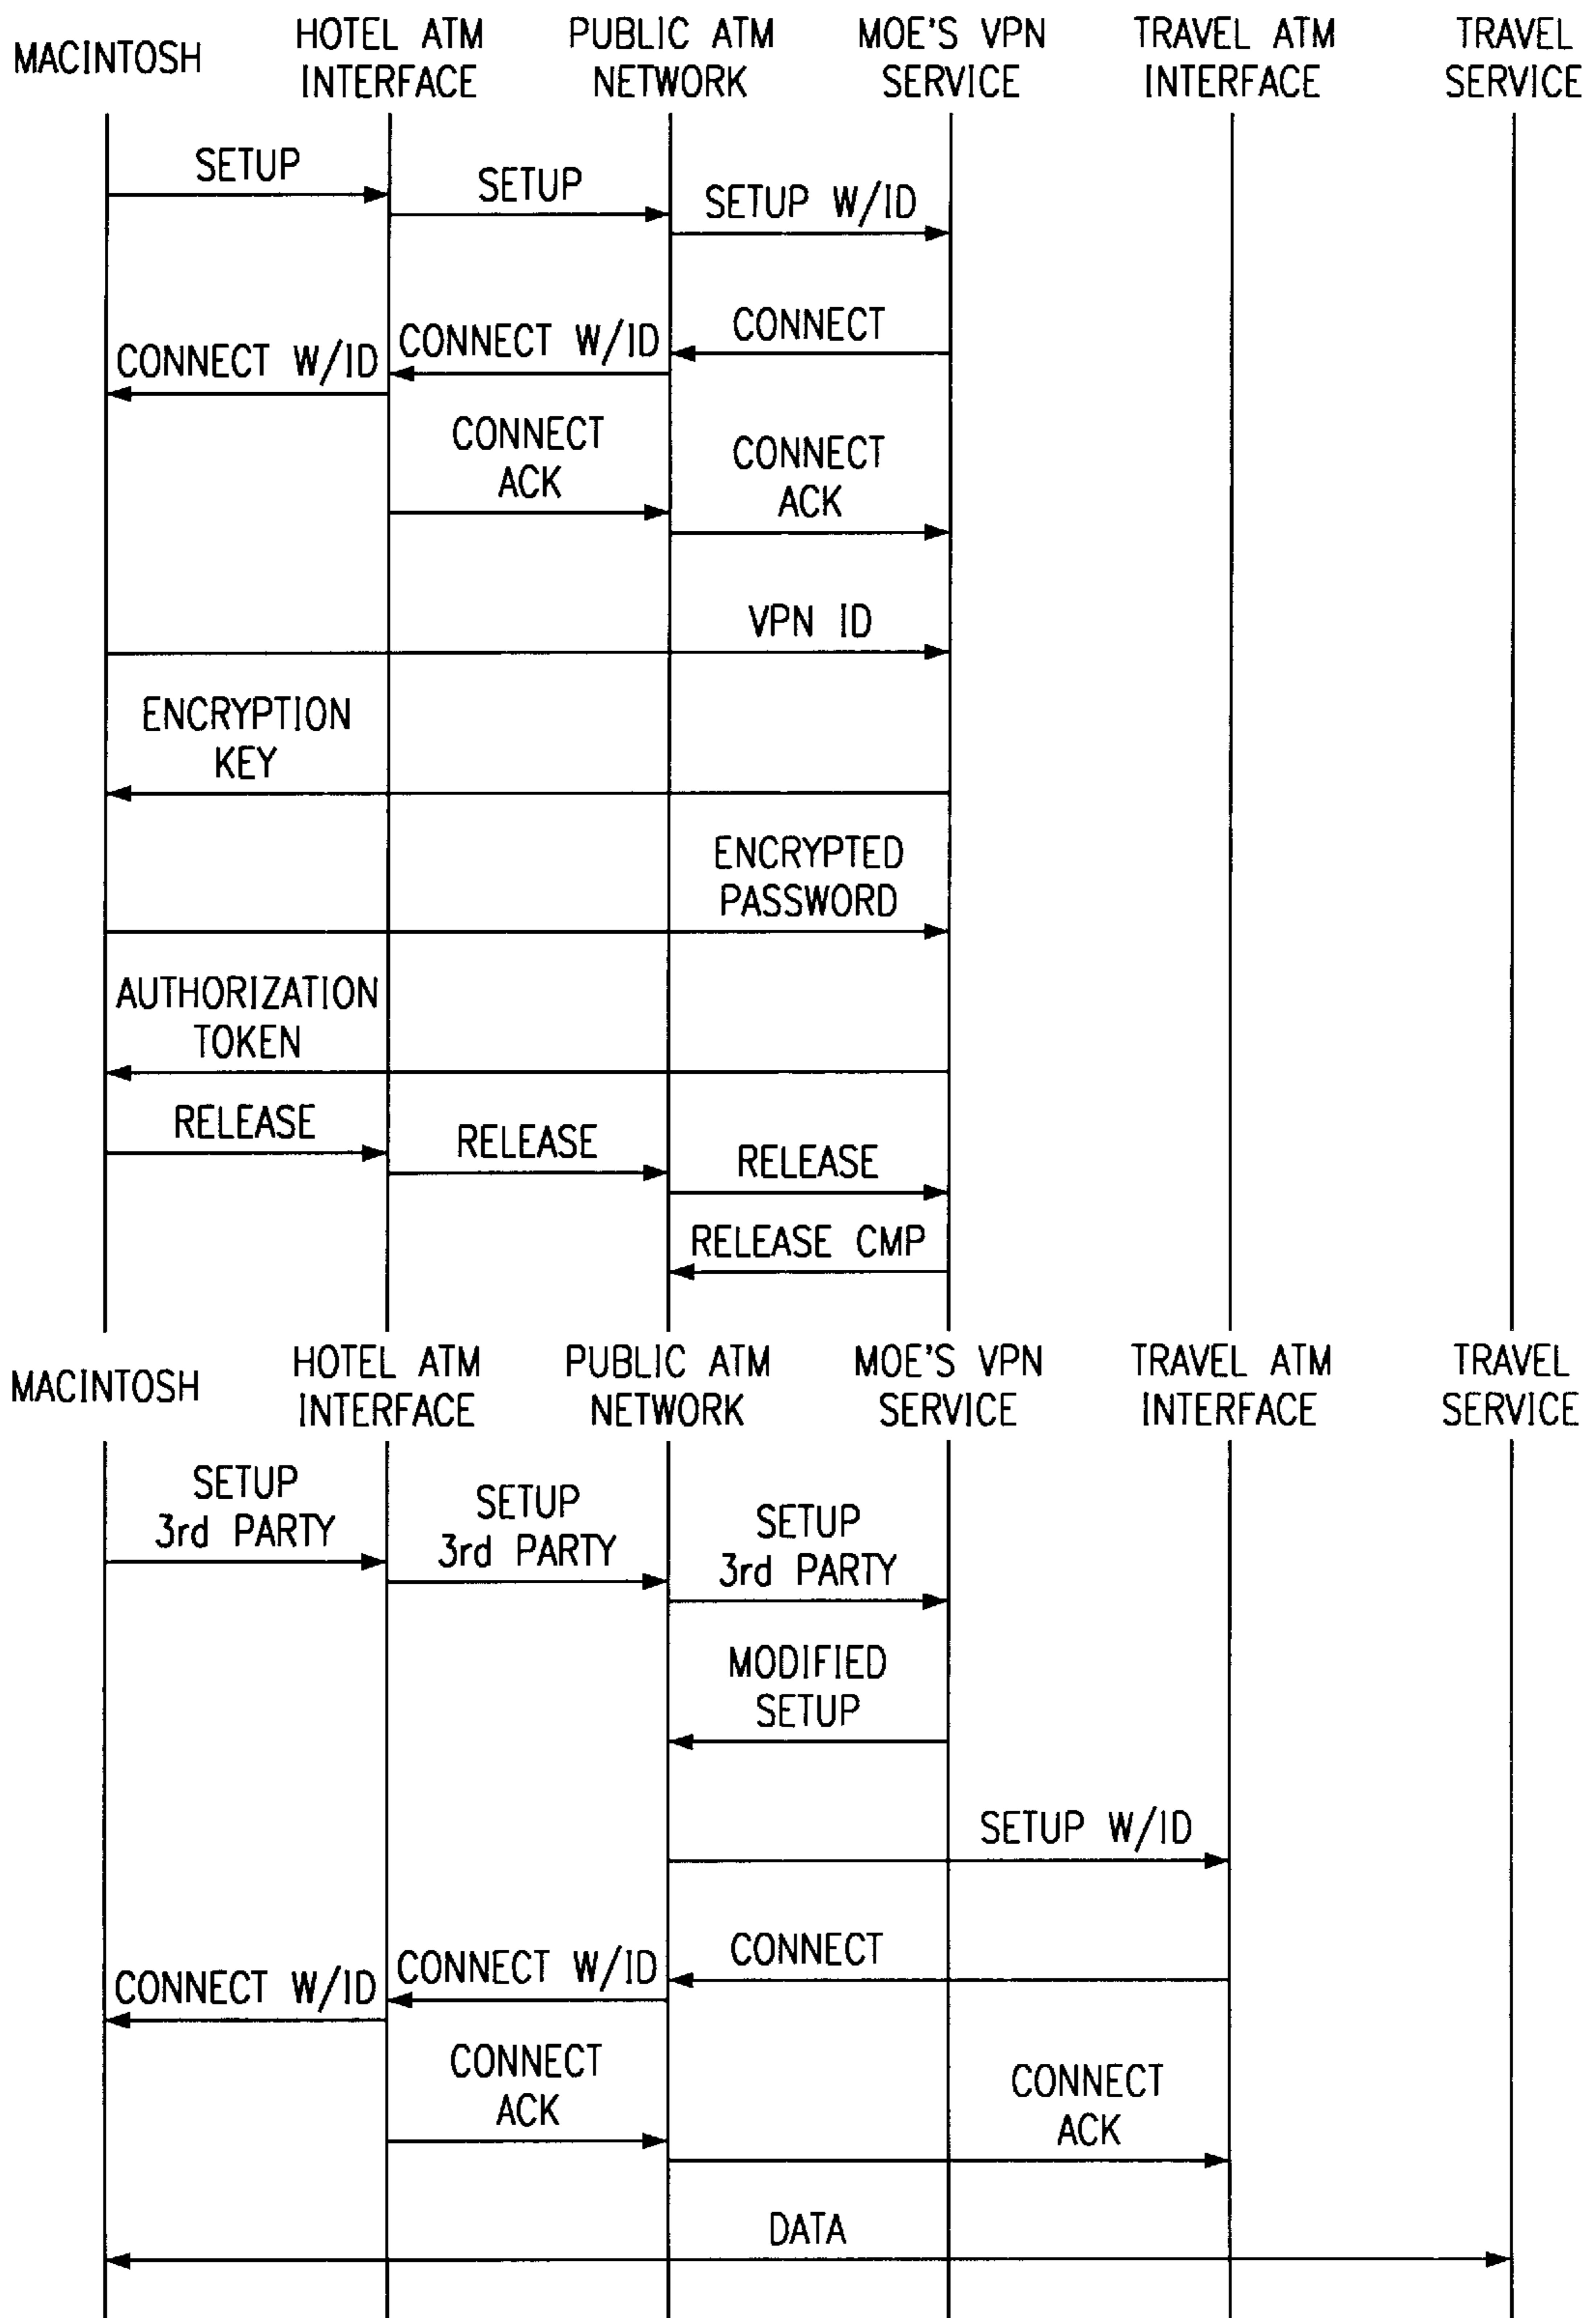 MACINTOSH
HOTEL ATM
INTERFACE
PUBLIC ATM
NETWORK
MOE'S VPN
SERVICE
TRAVEL ATM
INTERFACE
TRAVEL
SERVICE
SETUP
SETUP
SETUP W/ID
CONNECT
CONNECT W/ID
CONNECT W/ID
CONNECT
ACK
CONNECT
ACK
VPN ID
ENCRYPTION
KEY
ENCRYPTED
PASSWORD
AUTHORIZATION
TOKEN
RELEASE
RELEASE
RELEASE
RELEASE CMP
MACINTOSH
HOTEL ATM
INTERFACE
PUBLIC ATM
NETWORK
MOE'S VPN
SERVICE
TRAVEL ATM
INTERFACE
TRAVEL
SERVICE
SETUP
3rd PARTY
SETUP
3rd PARTY
SETUP
3rd PARTY
MODIFIED
SETUP
SETUP W/ID
CONNECT
CONNECT W/ID
CONNECT W/ID
CONNECT
ACK
CONNECT
ACK
DATA